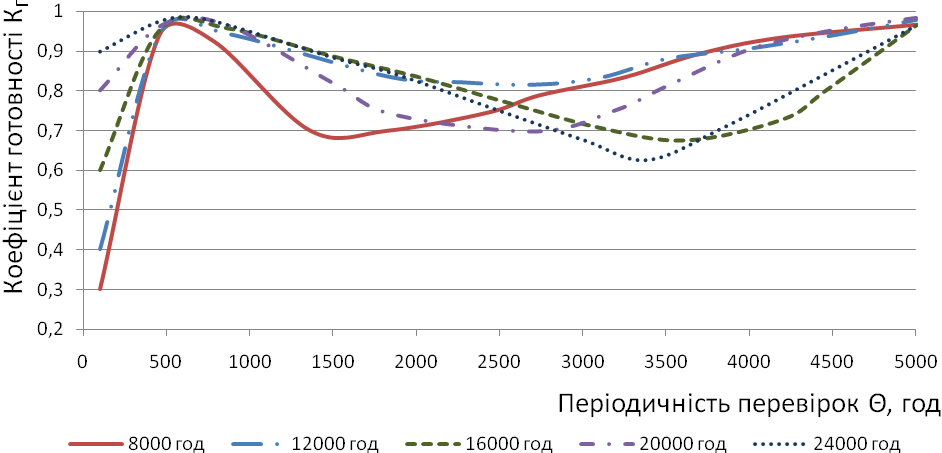 Коефіцієнт готовності Кг
1
0,9
0,8
0,7
0,6
0,5
0,4
0,3
0,2
0 500 1000 1500 2000 2500 3000 3500 4000 4500 5000
Періодичність перевірок Θ, год
8000 год 12000 год 16000 год 20000 год 24000 год